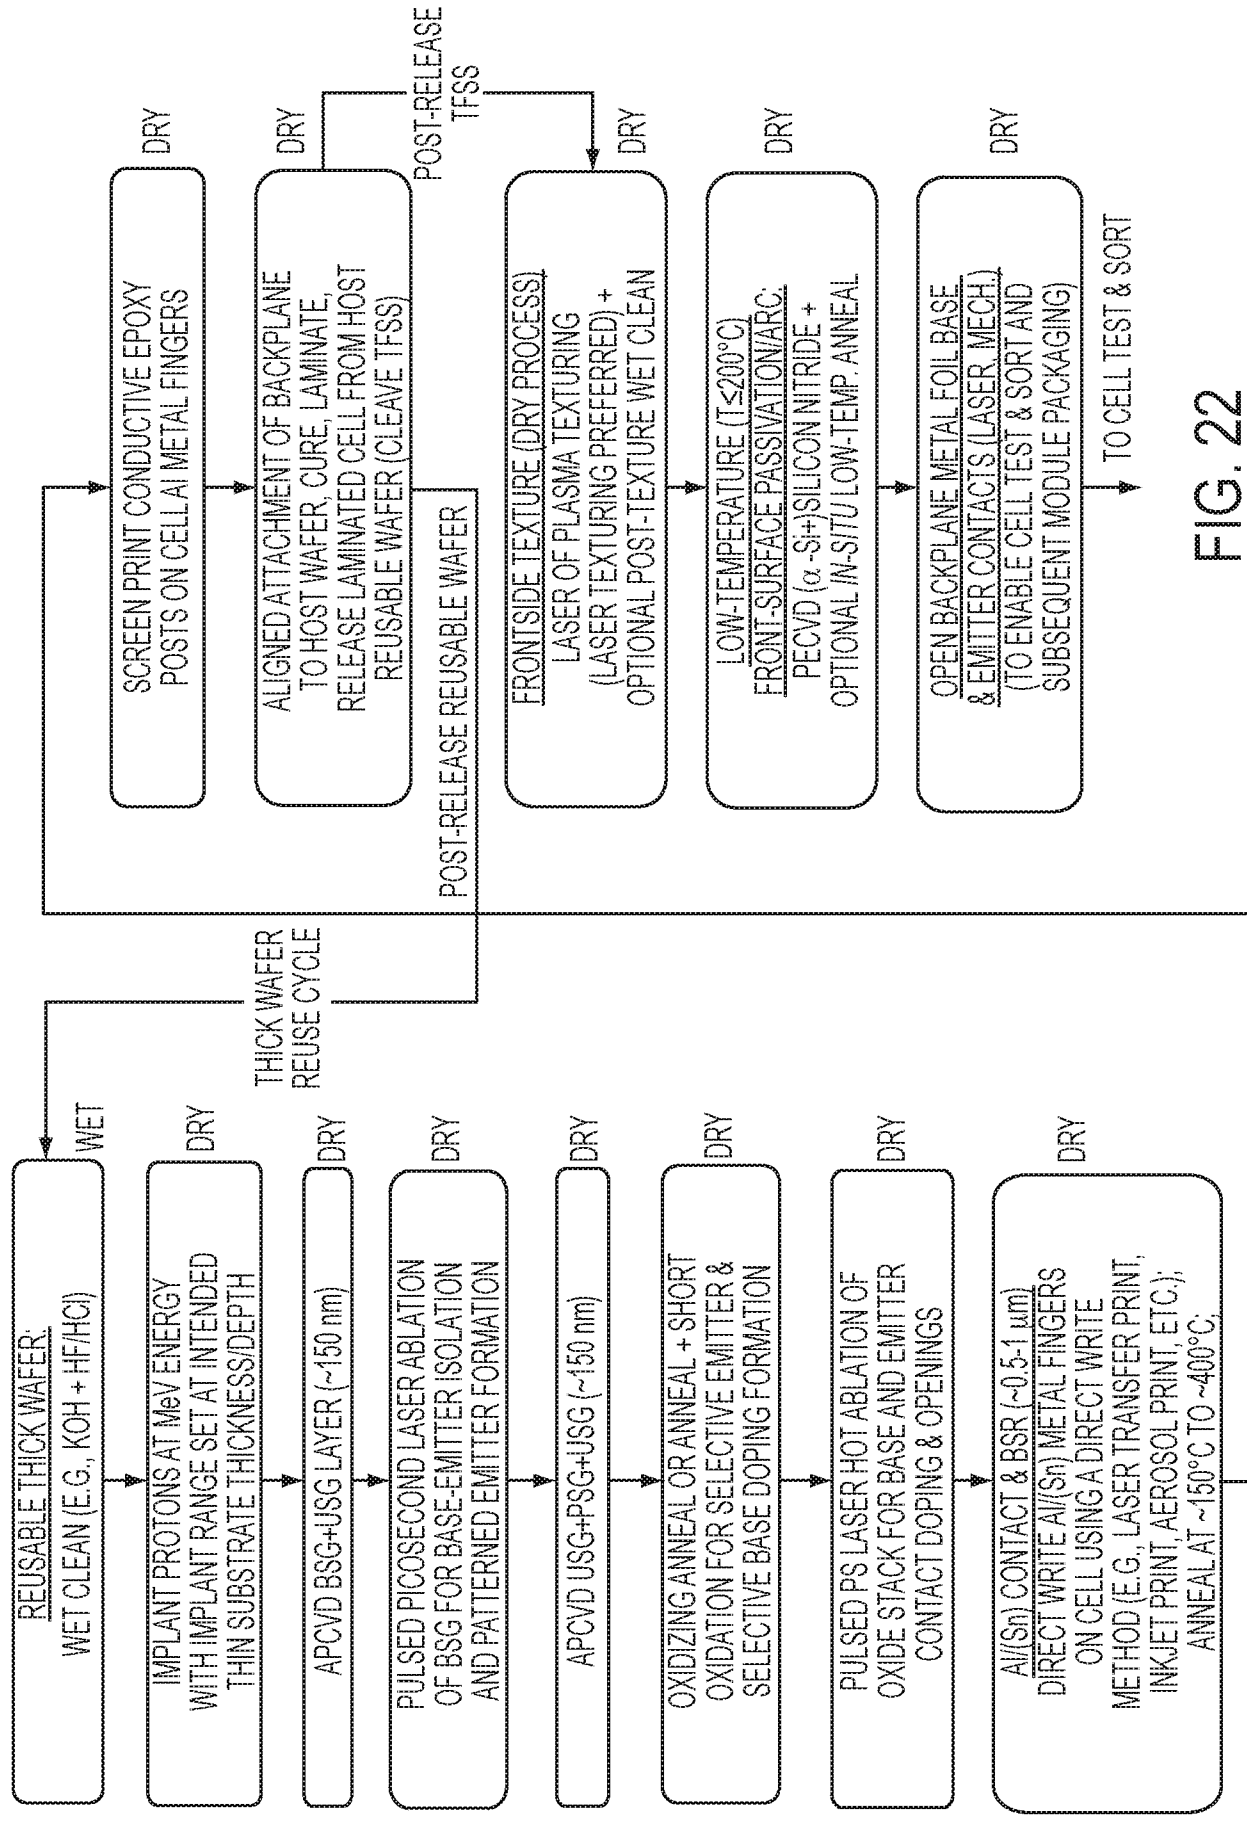 REUSABLE THICK WAFER:
WET CLEAN (E.G., KOH + HF/HCl)
WET
IMPLANT PROTONS AT MeV ENERGY
WITH IMPLANT RANGE SET AT INTENDED
THIN SUBSTRATE THICKNESS/DEPTH
DRY
APCVD BSG+USG LAYER (~150 nm)
DRY
PULSED PICOSECOND LASER ABLATION
OF BSG FOR BASE-EMITTER ISOLATION
AND PATTERNED EMITTER FORMATION
DRY
APCVD USG+PSG+USG (~150 nm)
DRY
OXIDIZING ANNEAL OR ANNEAL + SHORT
OXIDATION FOR SELECTIVE EMITTER &
SELECTIVE BASE DOPING FORMATION
DRY
PULSED PS LASER HOT ABLATION OF
OXIDE STACK FOR BASE AND EMITTER
CONTACT DOPING & OPENINGS
DRY
Al/(Sn) CONTACT & BSR (~0.5-1 μm)
DIRECT WRITE Al/(Sn) METAL FINGERS
ON CELL USING A DIRECT WRITE
METHOD (E.G., LASER TRANSFER PRINT,
INKJET PRINT, AEROSOL PRINT, ETC.);
ANNEAL AT ~150°C TO ~400°C;
DRY
THICK WAFER
REUSE CYCLE
SCREEN PRINT CONDUCTIVE EPOXY
POSTS ON CELL Al METAL FINGERS
DRY
ALIGNED ATTACHMENT OF BACKPLANE
TO HOST WAFER, CURE, LAMINATE,
RELEASE LAMINATED CELL FROM HOST
REUSABLE WAFER (CLEAVE TFSS)
DRY
POST-RELEASE
TFSS
POST-RELEASE REUSABLE WAFER
FRONTSIDE TEXTURE (DRY PROCESS)
LASER OF PLASMA TEXTURING
(LASER TEXTURING PREFERRED) +
OPTIONAL POST-TEXTURE WET CLEAN
DRY
LOW-TEMPERATURE (T≤200°C)
FRONT-SURFACE PASSIVATION/ARC:
PECVD (α-Si+)SILICON NITRIDE +
OPTIONAL IN-SITU LOW-TEMP. ANNEAL
DRY
OPEN BACKPLANE METAL FOIL BASE
& EMITTER CONTACTS (LASER, MECH.)
(TO ENABLE CELL TEST & SORT AND
SUBSEQUENT MODULE PACKAGING)
DRY
TO CELL TEST & SORT
FIG. 22